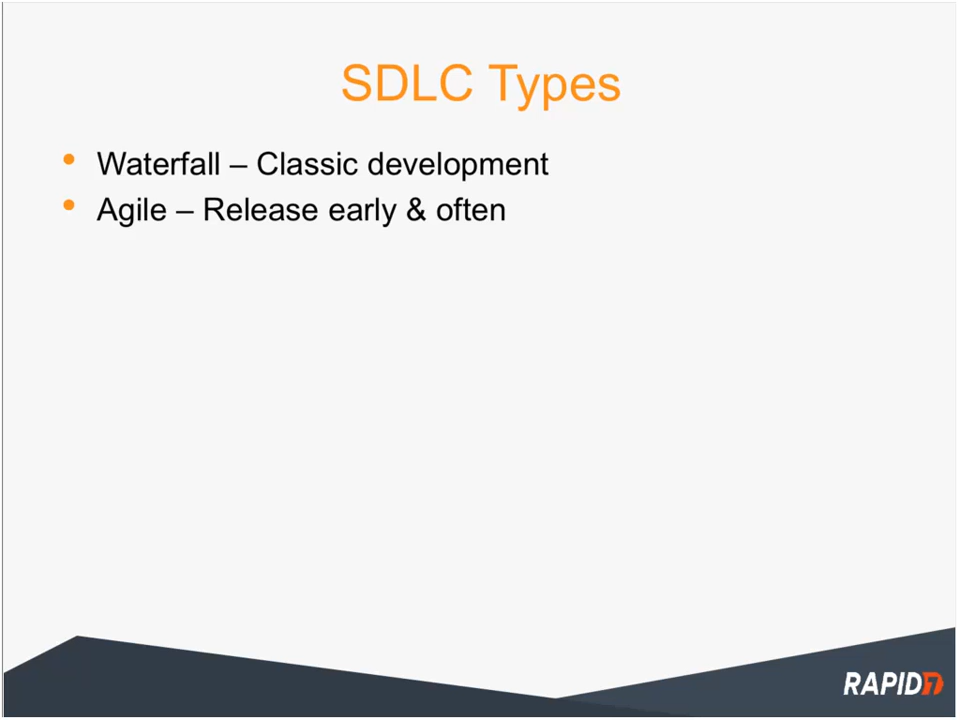 SDLC Types
• Waterfall – Classic development
• Agile – Release early & often
RAPID7